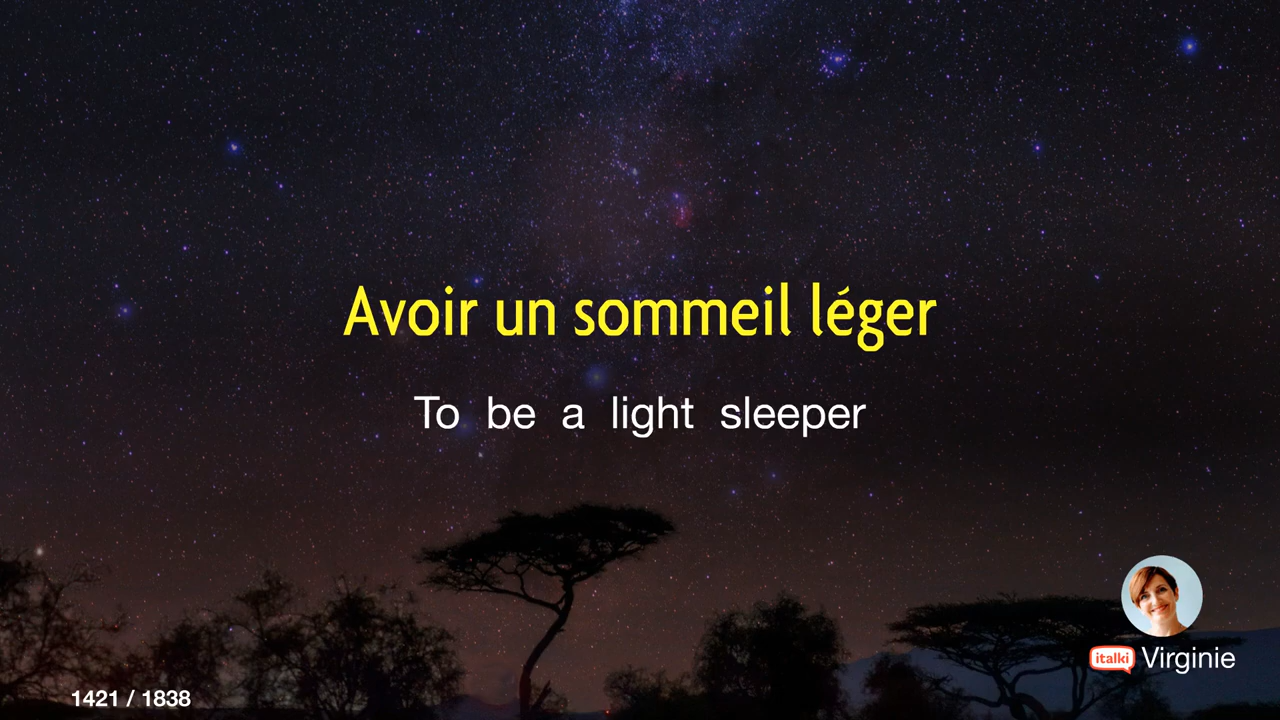 Avoir un sommeil léger
To be a light sleeper
italki Virginie
1421 / 1838